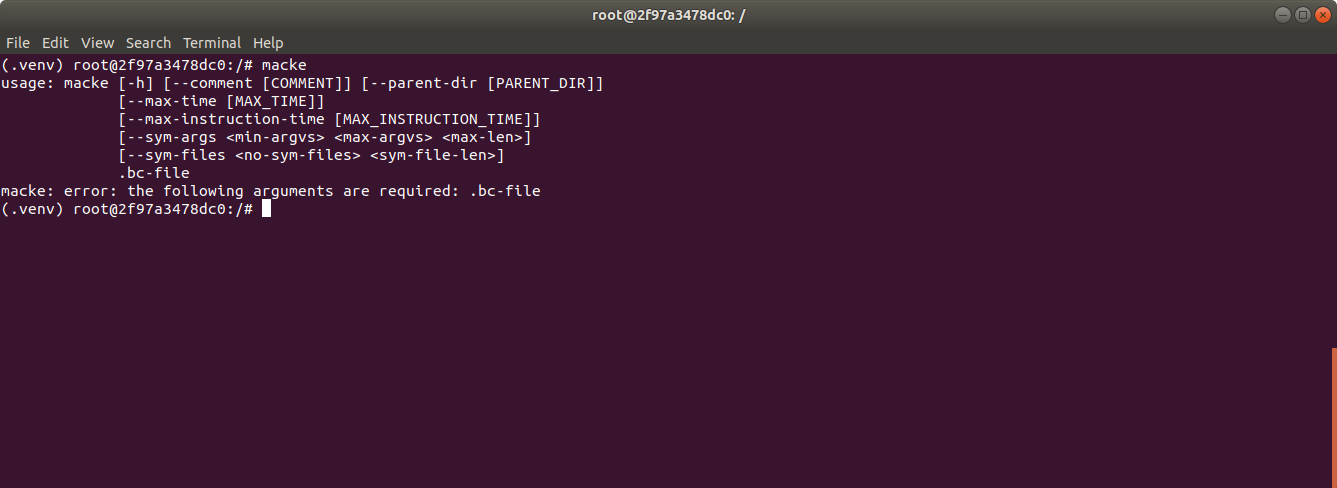 root@2f97a3478dc0: /
File Edit View Search Terminal Help
(.venv) root@2f97a3478dc0:/# macke
usage: macke [-h] [--comment [COMMENT]] [--parent-dir [PARENT_DIR]]
[--max-time [MAX_TIME]]
[--max-instruction-time [MAX_INSTRUCTION_TIME]]
[--sym-args <min-argvs> <max-argvs> <max-len>]
[--sym-files <no-sym-files> <sym-file-len>]
.bc-file
macke: error: the following arguments are required: .bc-file
(.venv) root@2f97a3478dc0:/#